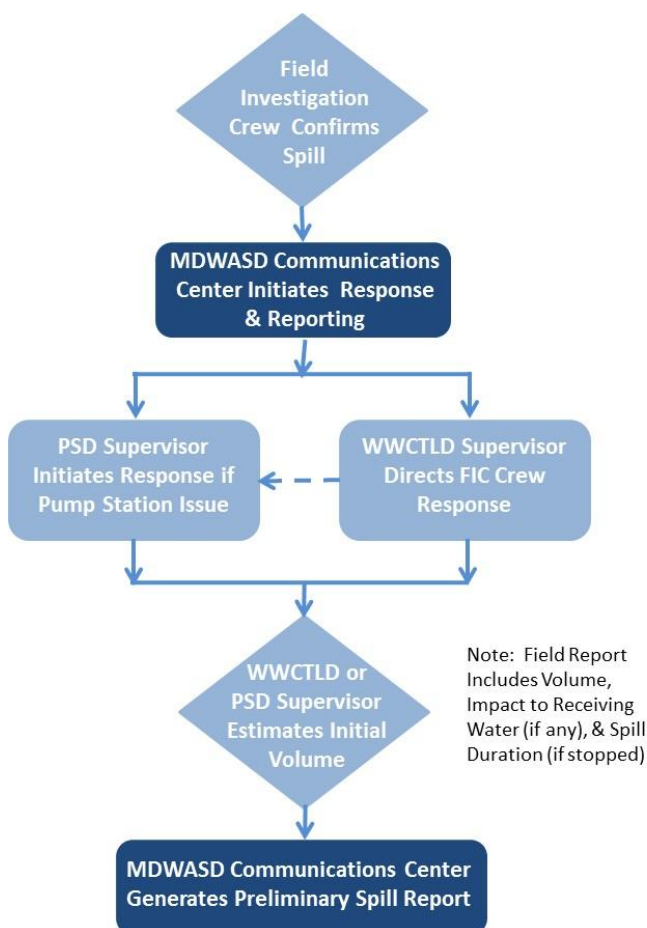 Field
Investigation
Crew Confirms
Spill
MDWASD Communications
Center Initiates Response
& Reporting
PSD Supervisor
Initiates Response if
Pump Station Issue
WWCTLD Supervisor
Directs FIC Crew
Response
WWCTLD or
PSD Supervisor
Estimates Initial
Volume
Note: Field Report
Includes Volume,
Impact to Receiving
Water (if any), & Spill
Duration (if stopped)
MDWASD Communications Center
Generates Preliminary Spill Report